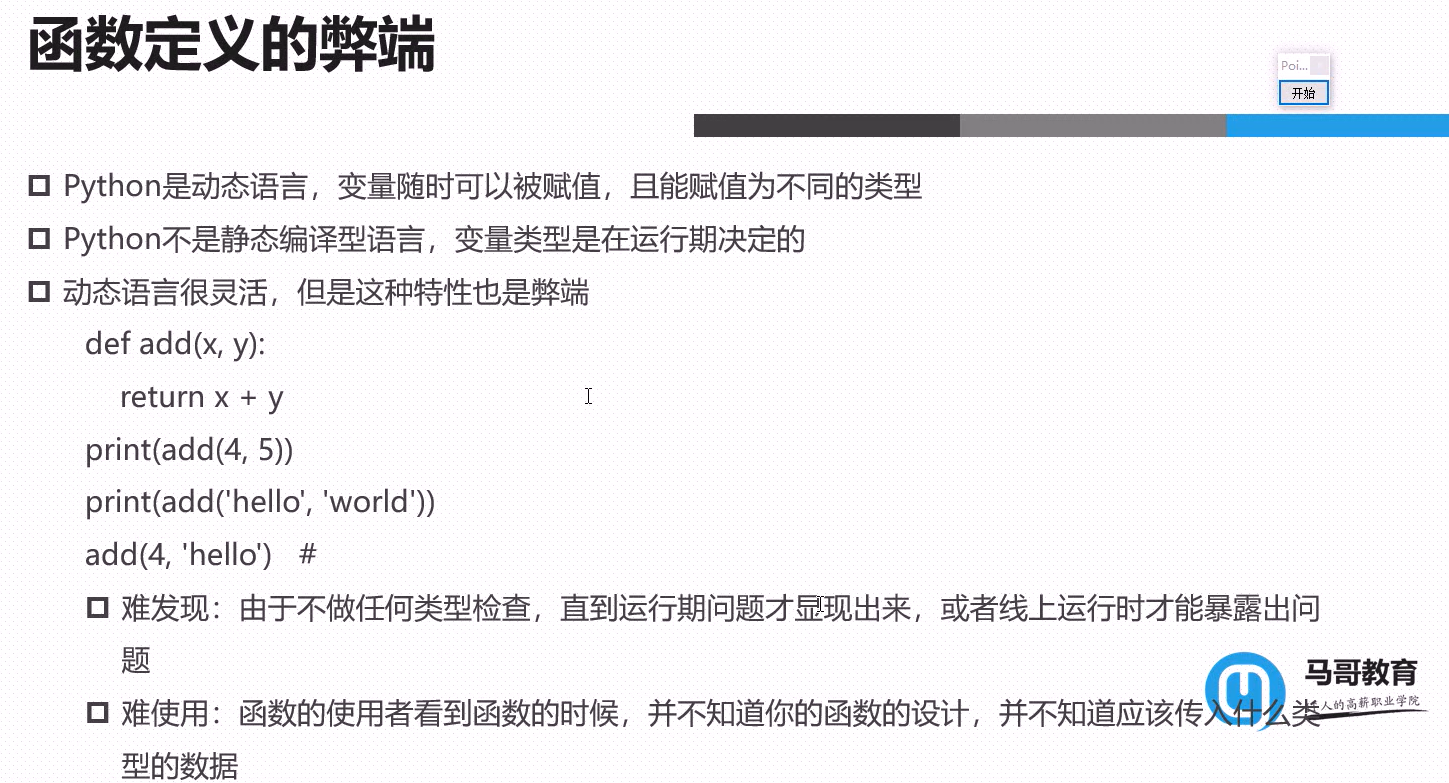 函数定义的弊端
Poi...
开始
Python是动态语言，变量随时可以被赋值，且能赋值为不同的类型
Python不是静态编译型语言，变量类型是在运行期决定的
动态语言很灵活，但是这种特性也是弊端
def add(x, y):
return x + y
print(add(4, 5))
print(add('hello', 'world'))
add(4, 'hello') #
难发现：由于不做任何类型检查，直到运行期问题才显现出来，或者线上运行时才能暴露出问
题
难使用：函数的使用者看到函数的时候，并不知道你的函数的设计，并不知道应该传入什么类
型的数据
马哥教育
人的高薪职业学院